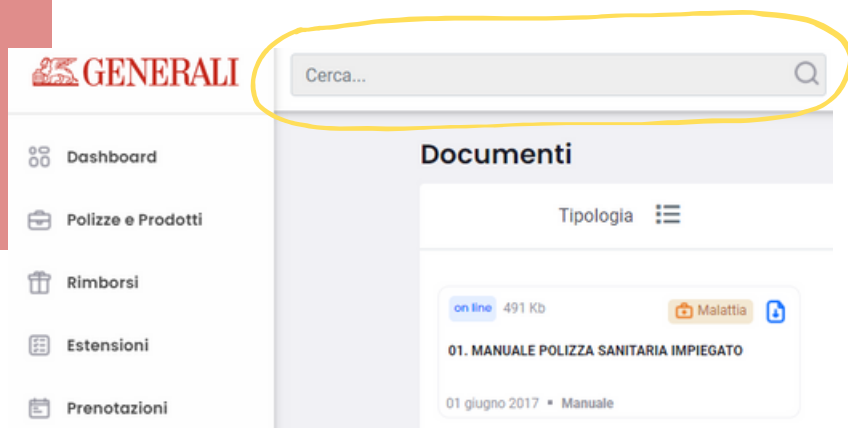 GENERALI
Cerca...
Dashboard
Polizze e Prodotti
Rimborsi
Estensioni
Prenotazioni
Documenti
Tipologia
on line 491 Kb Malattia
01. MANUALE POLIZZA SANITARIA IMPIEGATO
01 giugno 2017 ▪ Manuale